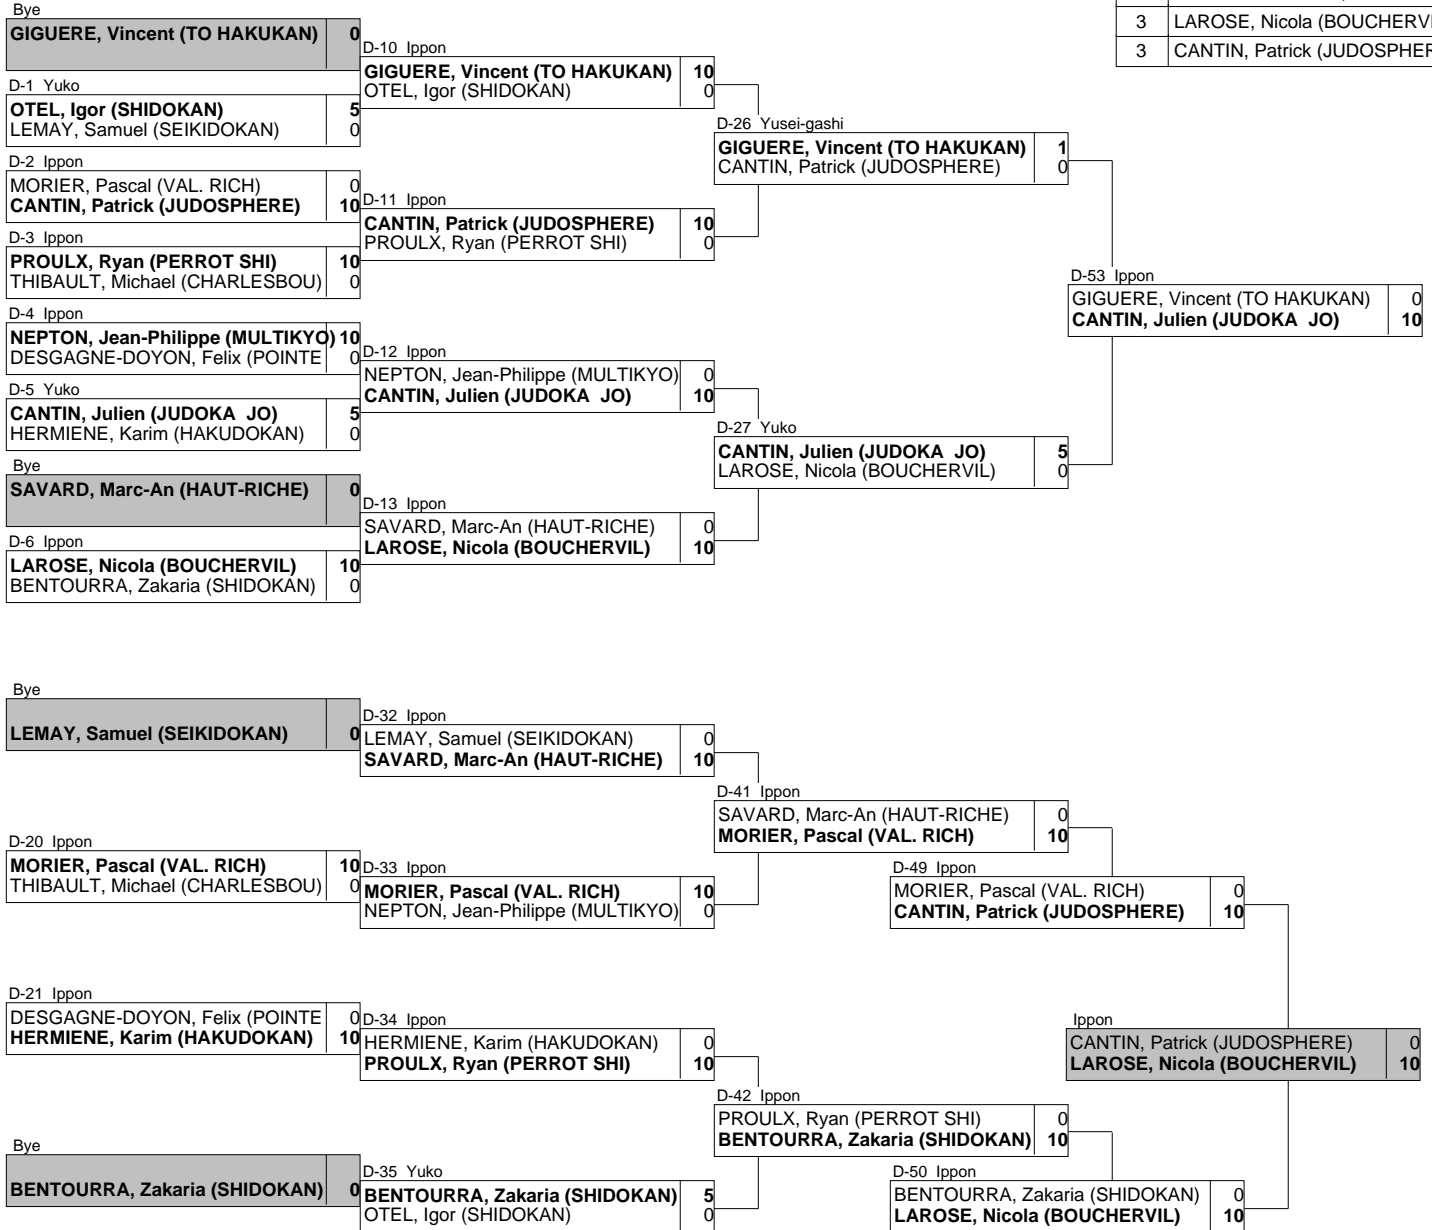 3 LAROSE, Nicola (BOUCHERV
3 CANTIN, Patrick (JUDOSPHER
Bye
GIGUERE, Vincent (TO HAKUKAN) 0
D-1 Yuko
OTEL, Igor (SHIDOKAN) 5
LEMAY, Samuel (SEIKIDOKAN) 0
D-2 Ippon
MORIER, Pascal (VAL. RICH) 0
CANTIN, Patrick (JUDOSPHERE) 10
D-3 Ippon
PROULX, Ryan (PERROT SHI) 10
THIBAULT, Michael (CHARLESBOU) 0
D-4 Ippon
NEPTON, Jean-Philippe (MULTIKYO) 10
DESGAGNE-DOYON, Felix (POINTE 0
D-5 Yuko
CANTIN, Julien (JUDOKA JO) 5
HERMIENE, Karim (HAKUDOKAN) 0
Bye
SAVARD, Marc-An (HAUT-RICHE) 0
D-6 Ippon
LAROSE, Nicola (BOUCHERVIL) 10
BENTOURRA, Zakaria (SHIDOKAN) 0
D-10 Ippon
GIGUERE, Vincent (TO HAKUKAN) 10
OTEL, Igor (SHIDOKAN) 0
D-11 Ippon
CANTIN, Patrick (JUDOSPHERE) 10
PROULX, Ryan (PERROT SHI) 0
D-12 Ippon
NEPTON, Jean-Philippe (MULTIKYO) 0
CANTIN, Julien (JUDOKA JO) 10
D-13 Ippon
SAVARD, Marc-An (HAUT-RICHE) 0
LAROSE, Nicola (BOUCHERVIL) 10
D-26 Yusei-gashi
GIGUERE, Vincent (TO HAKUKAN) 1
CANTIN, Patrick (JUDOSPHERE) 0
D-27 Yuko
CANTIN, Julien (JUDOKA JO) 5
LAROSE, Nicola (BOUCHERVIL) 0
D-53 Ippon
GIGUERE, Vincent (TO HAKUKAN) 0
CANTIN, Julien (JUDOKA JO) 10
Bye
LEMAY, Samuel (SEIKIDOKAN) 0
D-20 Ippon
MORIER, Pascal (VAL. RICH) 10
THIBAULT, Michael (CHARLESBOU) 0
D-21 Ippon
DESGAGNE-DOYON, Felix (POINTE 0
HERMIENE, Karim (HAKUDOKAN) 10
Bye
BENTOURRA, Zakaria (SHIDOKAN) 0
D-32 Ippon
LEMAY, Samuel (SEIKIDOKAN) 0
SAVARD, Marc-An (HAUT-RICHE) 10
D-33 Ippon
MORIER, Pascal (VAL. RICH) 10
NEPTON, Jean-Philippe (MULTIKYO) 0
D-34 Ippon
HERMIENE, Karim (HAKUDOKAN) 0
PROULX, Ryan (PERROT SHI) 10
D-35 Yuko
BENTOURRA, Zakaria (SHIDOKAN) 5
OTEL, Igor (SHIDOKAN) 0
D-41 Ippon
SAVARD, Marc-An (HAUT-RICHE) 0
MORIER, Pascal (VAL. RICH) 10
D-42 Ippon
PROULX, Ryan (PERROT SHI) 0
BENTOURRA, Zakaria (SHIDOKAN) 10
D-49 Ippon
MORIER, Pascal (VAL. RICH) 0
CANTIN, Patrick (JUDOSPHERE) 10
D-50 Ippon
BENTOURRA, Zakaria (SHIDOKAN) 0
LAROSE, Nicola (BOUCHERVIL) 10
Ippon
CANTIN, Patrick (JUDOSPHERE) 0
LAROSE, Nicola (BOUCHERVIL) 10